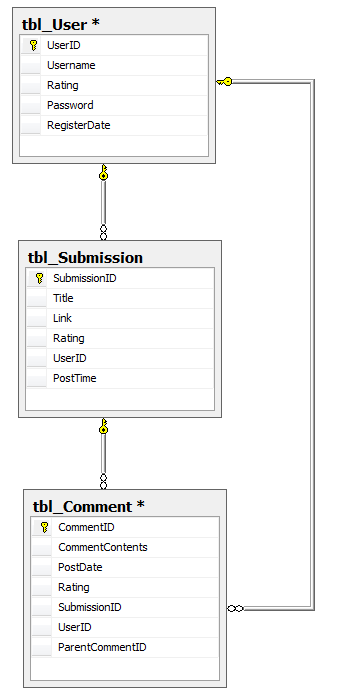 tbl_User *
UserID
Username
Rating
Password
RegisterDate
tbl_Submission
SubmissionID
Title
Link
Rating
UserID
PostTime
tbl_Comment *
CommentID
CommentContents
PostDate
Rating
SubmissionID
UserID
ParentCommentID